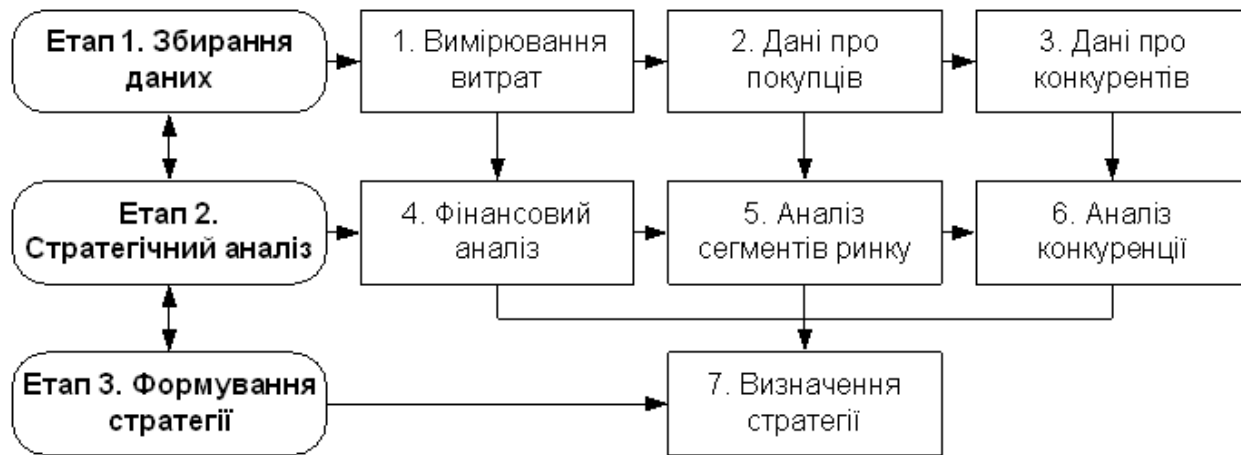 Етап 1. Збирання
даних
1. Вимірювання
витрат
2. Дані про
покупців
3. Дані про
конкурентів
Етап 2.
Стратегічний аналіз
4. Фінансовий
аналіз
5. Аналіз
сегментів ринку
6. Аналіз
конкуренції
Етап 3. Формування
стратегії
7. Визначення
стратегії